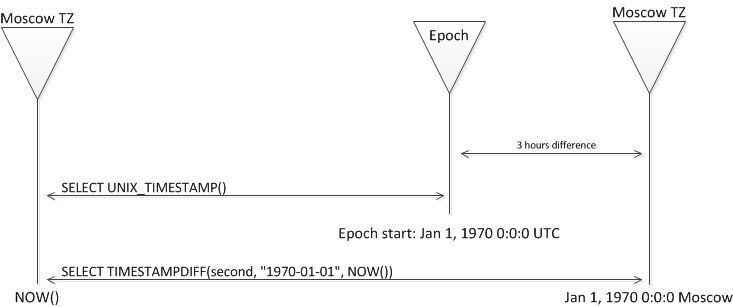 Moscow TZ
Epoch
Moscow TZ
3 hours difference
SELECT UNIX_TIMESTAMP()
Epoch start: Jan 1, 1970 0:0:0 UTC
SELECT TIMESTAMPDIFF(second, "1970-01-01", NOW())
NOW()
Jan 1, 1970 0:0:0 Moscow